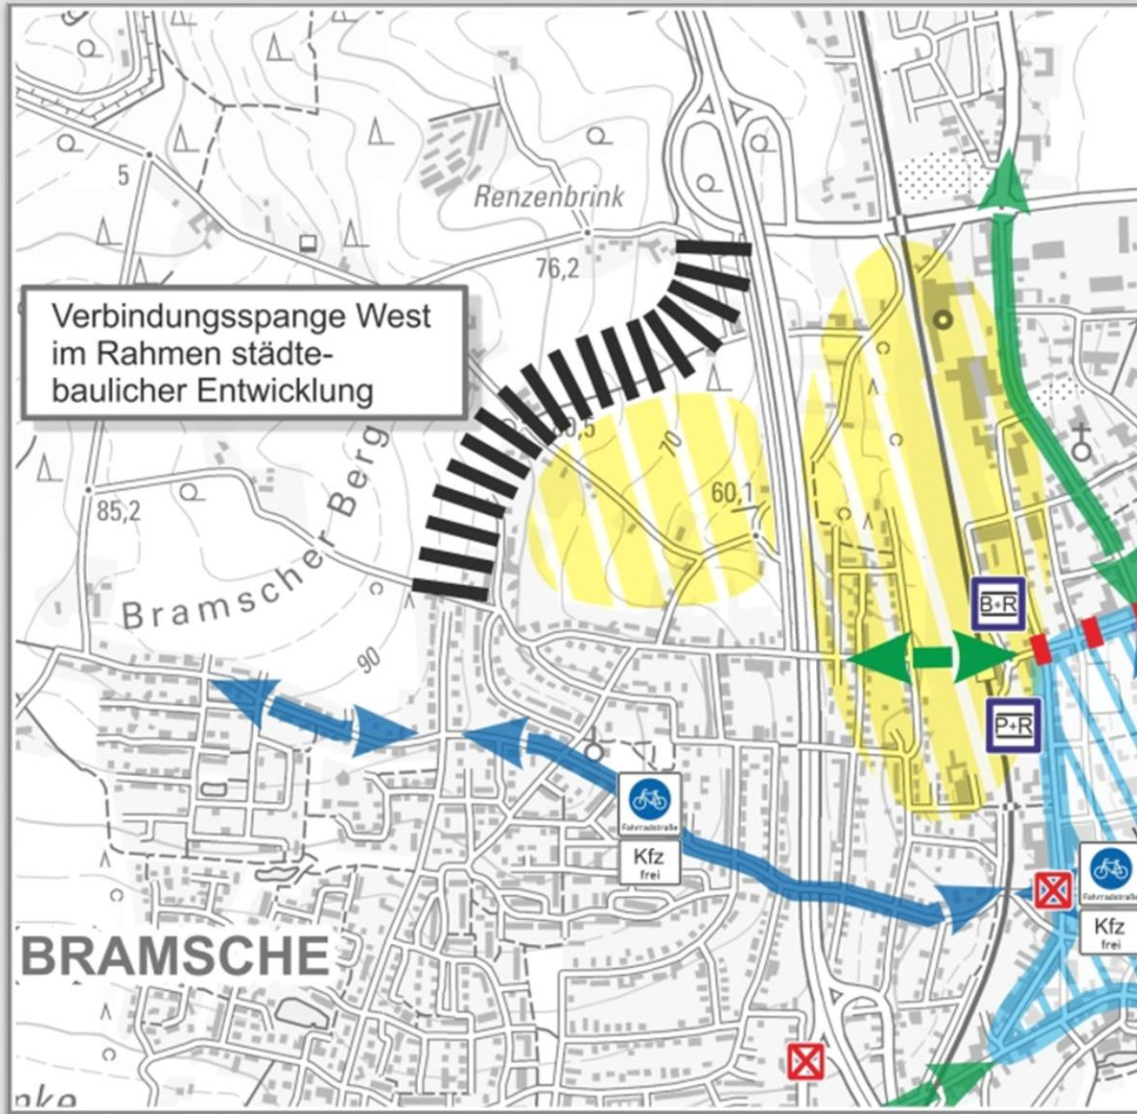 Renzenbrink
5
76,2
Verbindungsspange West
im Rahmen städte-
baulicher Entwicklung
70
60,1
85,2
Bramscher Berg
90
B+R
P+R
Fahrradstraße
Kfz
frei
Fahrradstraße
Kfz
frei
BRAMSCHE